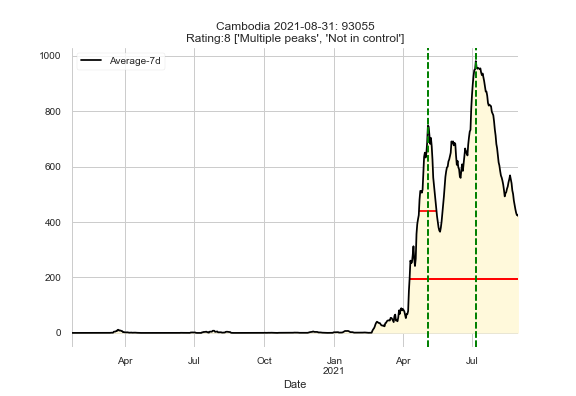 Cambodia 2021-08-31: 93055
Rating:8 ['Multiple peaks', 'Not in control']
Average-7d
1000
800
600
400
200
0
Apr Jul Oct Jan Apr Jul
2021
Date